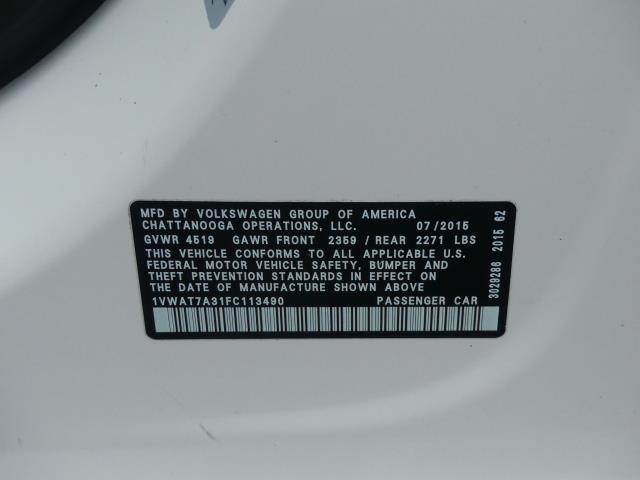 MFD BY VOLKSWAGEN GROUP OF AMERICA
CHATTANOOGA OPERATIONS, LLC. 07/2015
GVWR 4519 GAWR FRONT 2359 / REAR 2271 LBS
THIS VEHICLE CONFORMS TO ALL APPLICABLE U.S.
FEDERAL MOTOR VEHICLE SAFETY, BUMPER AND
THEFT PREVENTION STANDARDS IN EFFECT ON
THE DATE OF MANUFACTURE SHOWN ABOVE
1VWAT7A31FC113490 PASSENGER CAR
3029286 2015 62